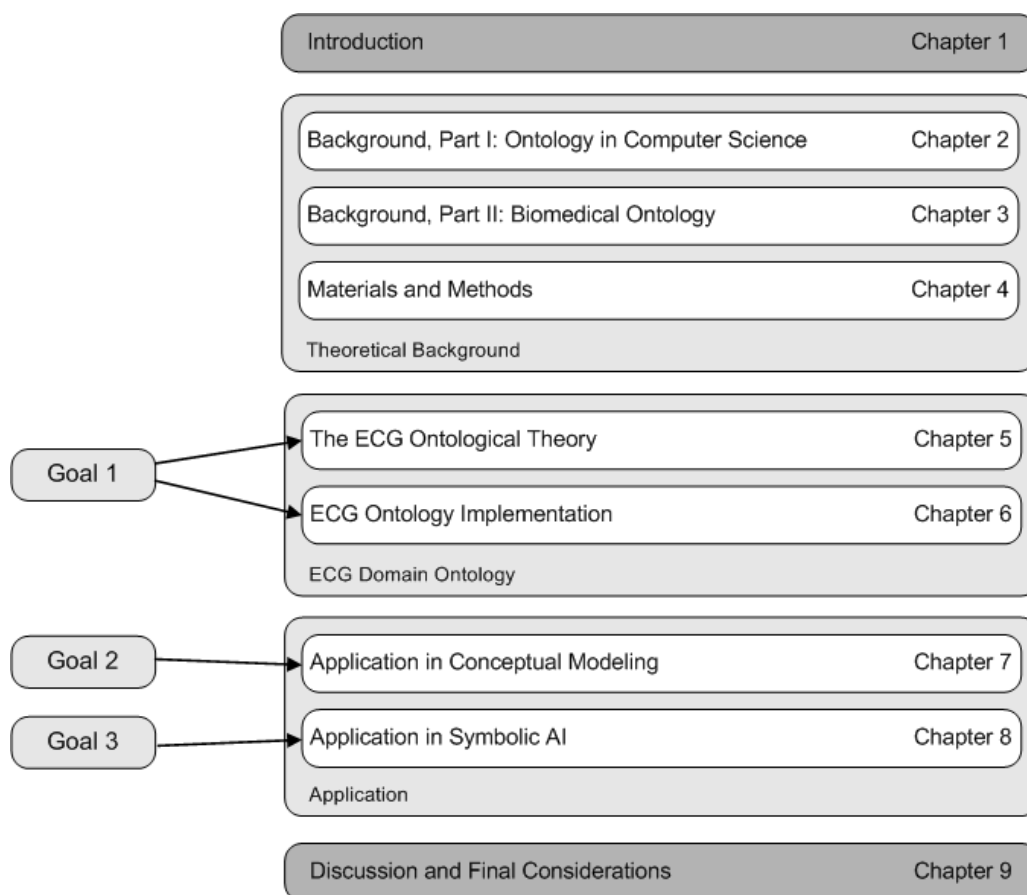 Introduction Chapter 1
Background, Part I: Ontology in Computer Science Chapter 2
Background, Part II: Biomedical Ontology Chapter 3
Materials and Methods Chapter 4
Theoretical Background
Goal 1
The ECG Ontological Theory Chapter 5
ECG Ontology Implementation Chapter 6
ECG Domain Ontology
Goal 2
Application in Conceptual Modeling Chapter 7
Goal 3
Application in Symbolic AI Chapter 8
Application
Discussion and Final Considerations Chapter 9